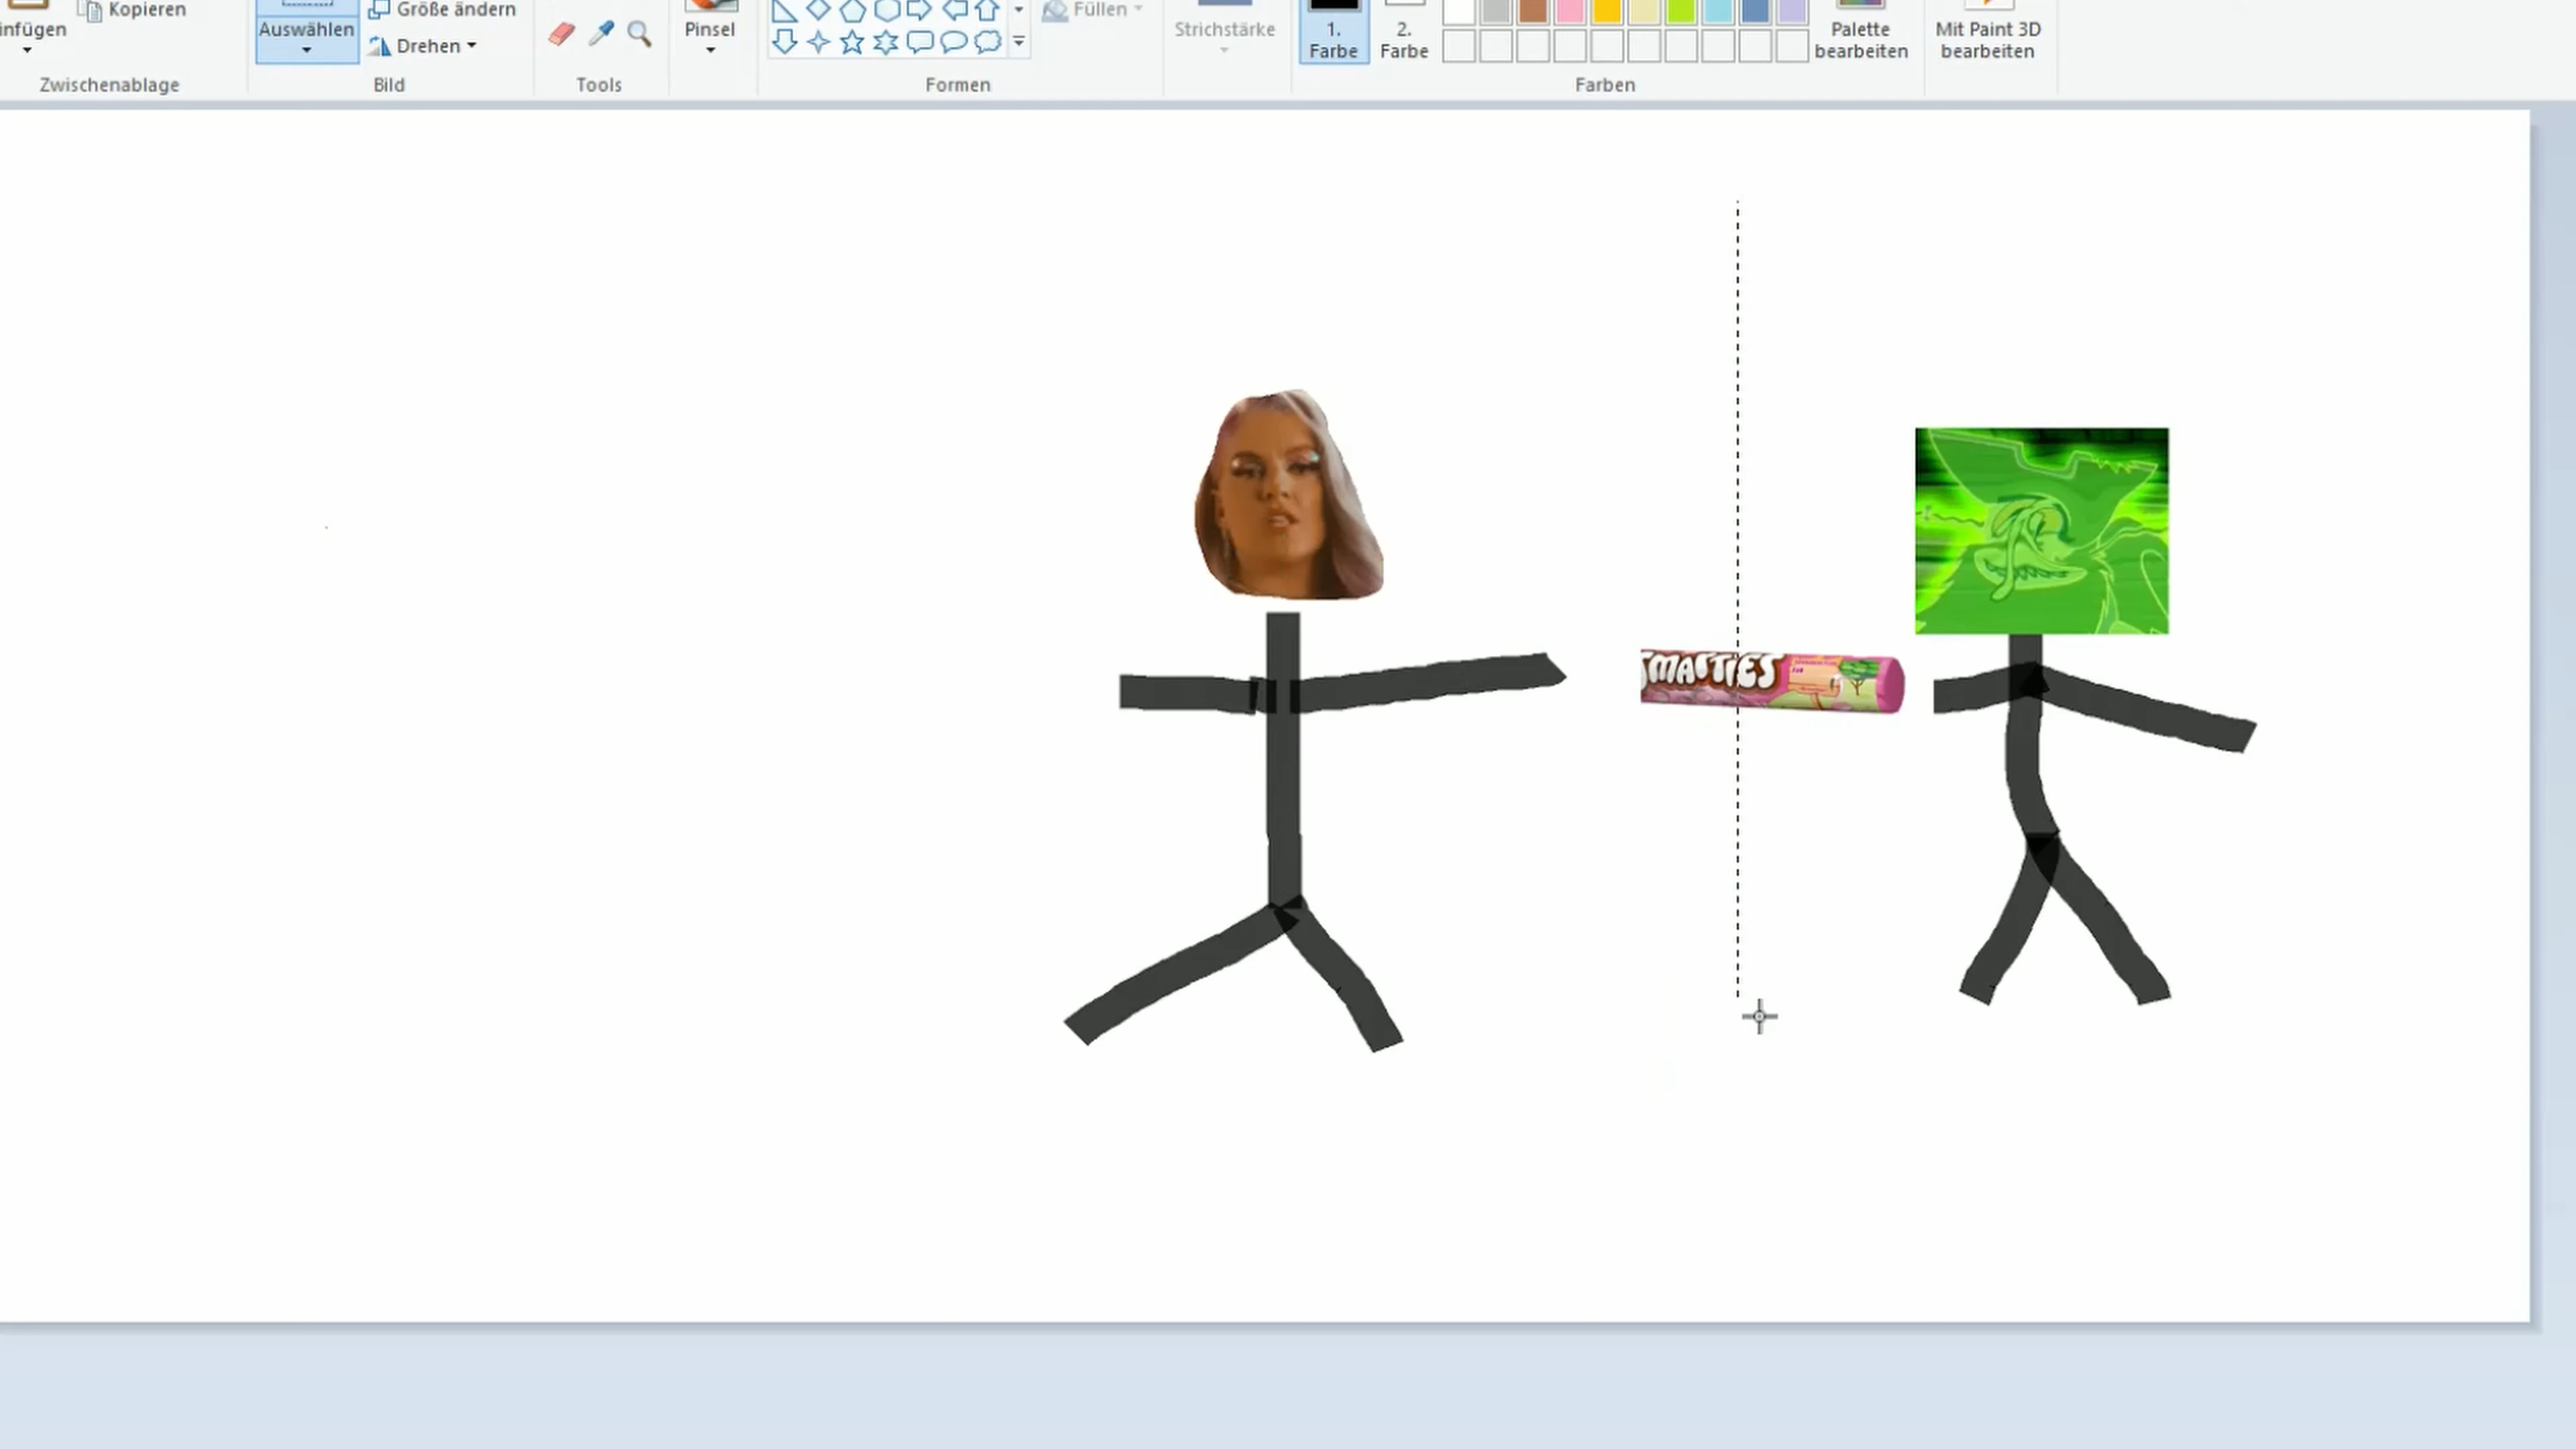 infügen
Kopieren
Zwischenablage
Auswählen
Größe ändern
Drehen
Bild
Tools
Pinsel
Formen
Füllen
Strichstärke
1.
Farbe
2.
Farbe
Farben
Palette
bearbeiten
Mit Paint 3D
bearbeiten
SMARTIES